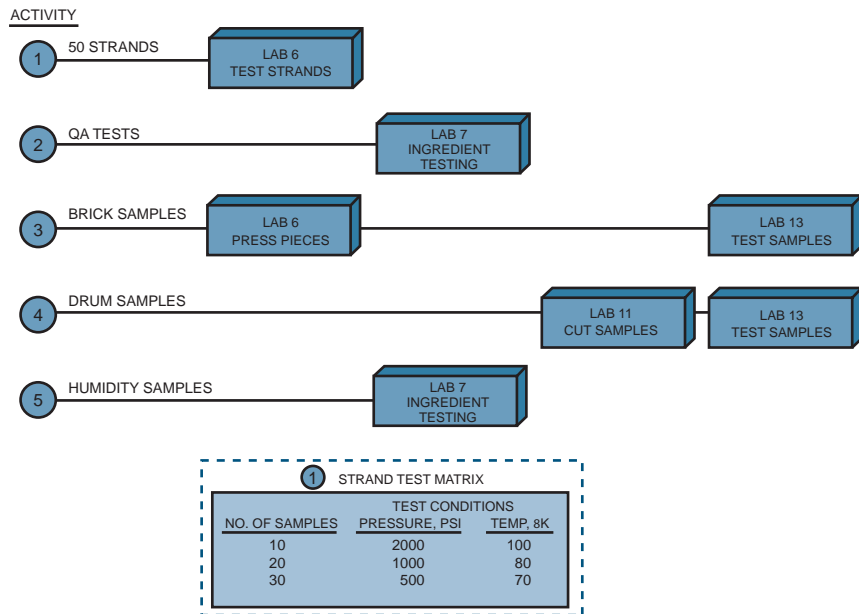 ACTIVITY
1 50 STRANDS
LAB 6
TEST STRANDS
2 QA TESTS
LAB 7
INGREDIENT
TESTING
3 BRICK SAMPLES
LAB 6
PRESS PIECES
LAB 13
TEST SAMPLES
4 DRUM SAMPLES
LAB 11
CUT SAMPLES
LAB 13
TEST SAMPLES
5 HUMIDITY SAMPLES
LAB 7
INGREDIENT
TESTING
1 STRAND TEST MATRIX
TEST CONDITIONS
NO. OF SAMPLES PRESSURE, PSI TEMP, 8K
10 2000 100
20 1000 80
30 500 70